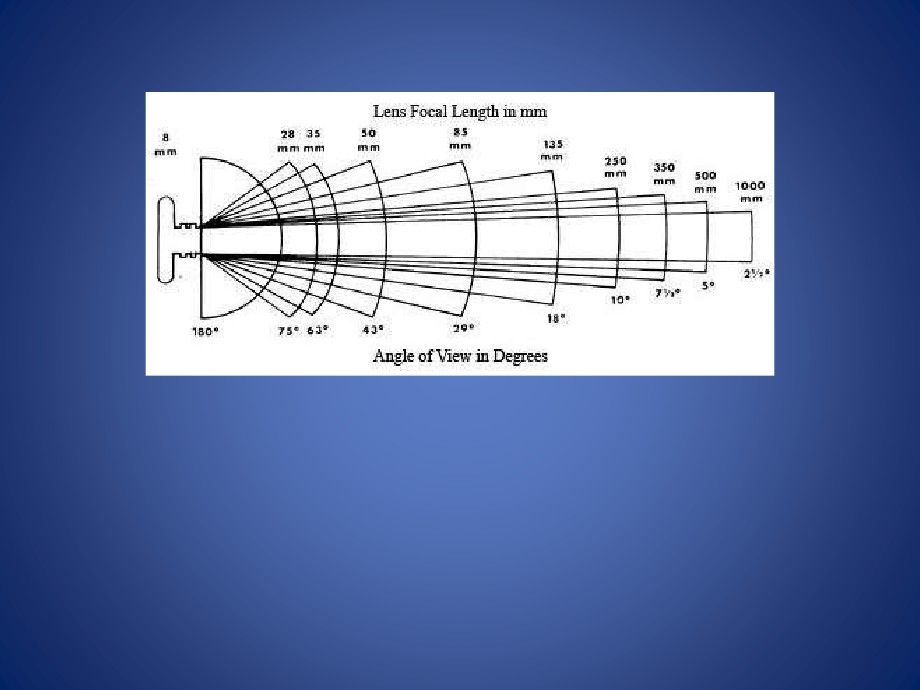 Lens Focal Length in mm
8 mm
28 mm
35 mm
50 mm
85 mm
135 mm
250 mm
350 mm
500 mm
1000 mm
180°
75°
63°
43°
29°
18°
10°
7½°
5°
2½°
Angle of View in Degrees